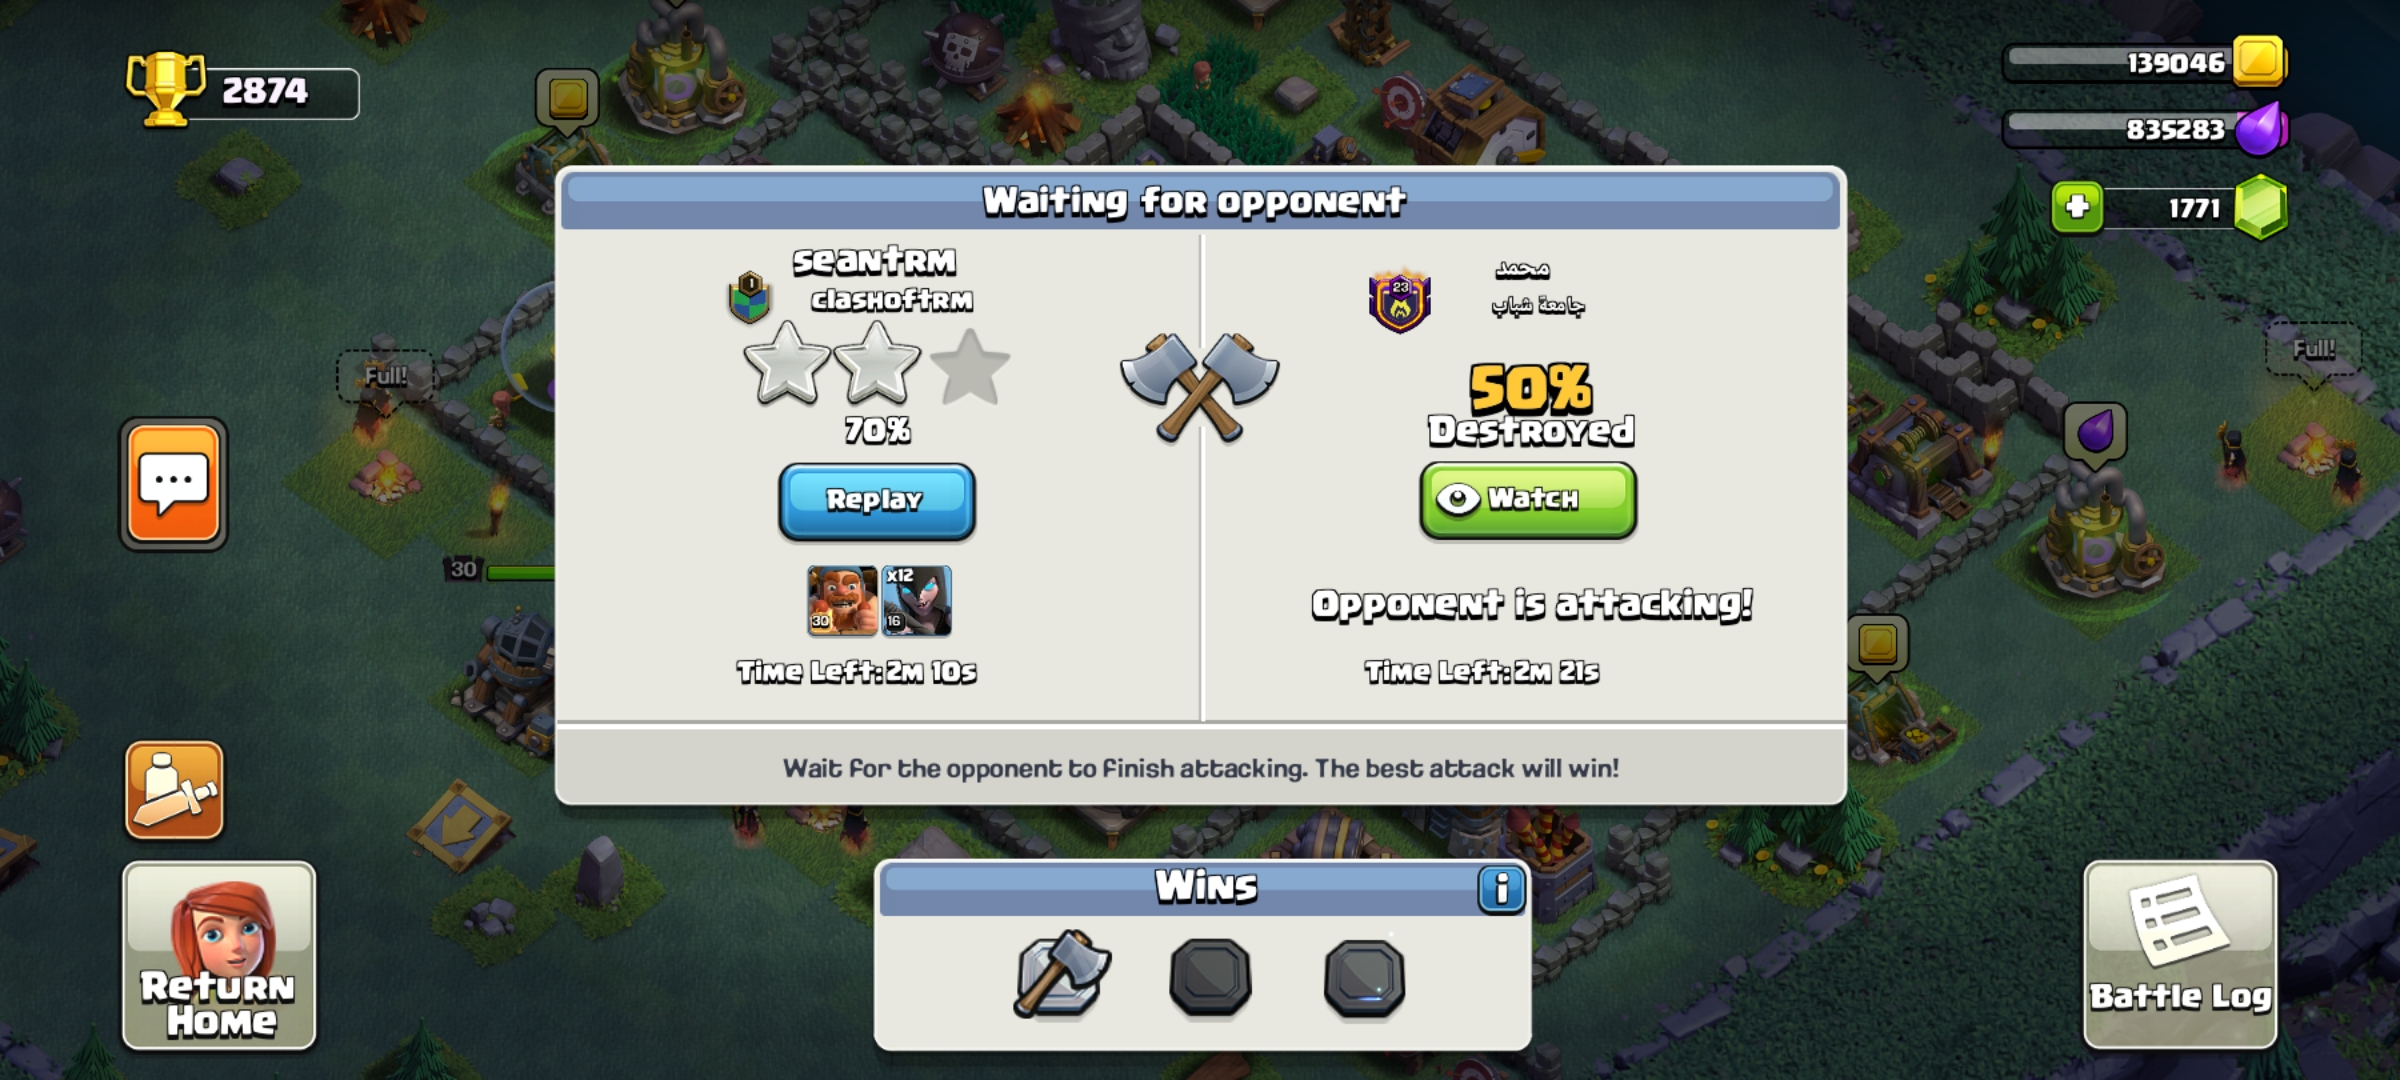 2874
139046
835283
1771
Waiting for opponent
seantrm
clashoftrm
1
70%
Replay
x12
30
16
Time Left:2m 10s
محمد
جامعة شباب
23
50%
Destroyed
Watch
Opponent is attacking!
Time Left:2m 21s
Wait for the opponent to finish attacking. The best attack will win!
Full!
Full!
30
Wins
i
Return
Home
Battle Log